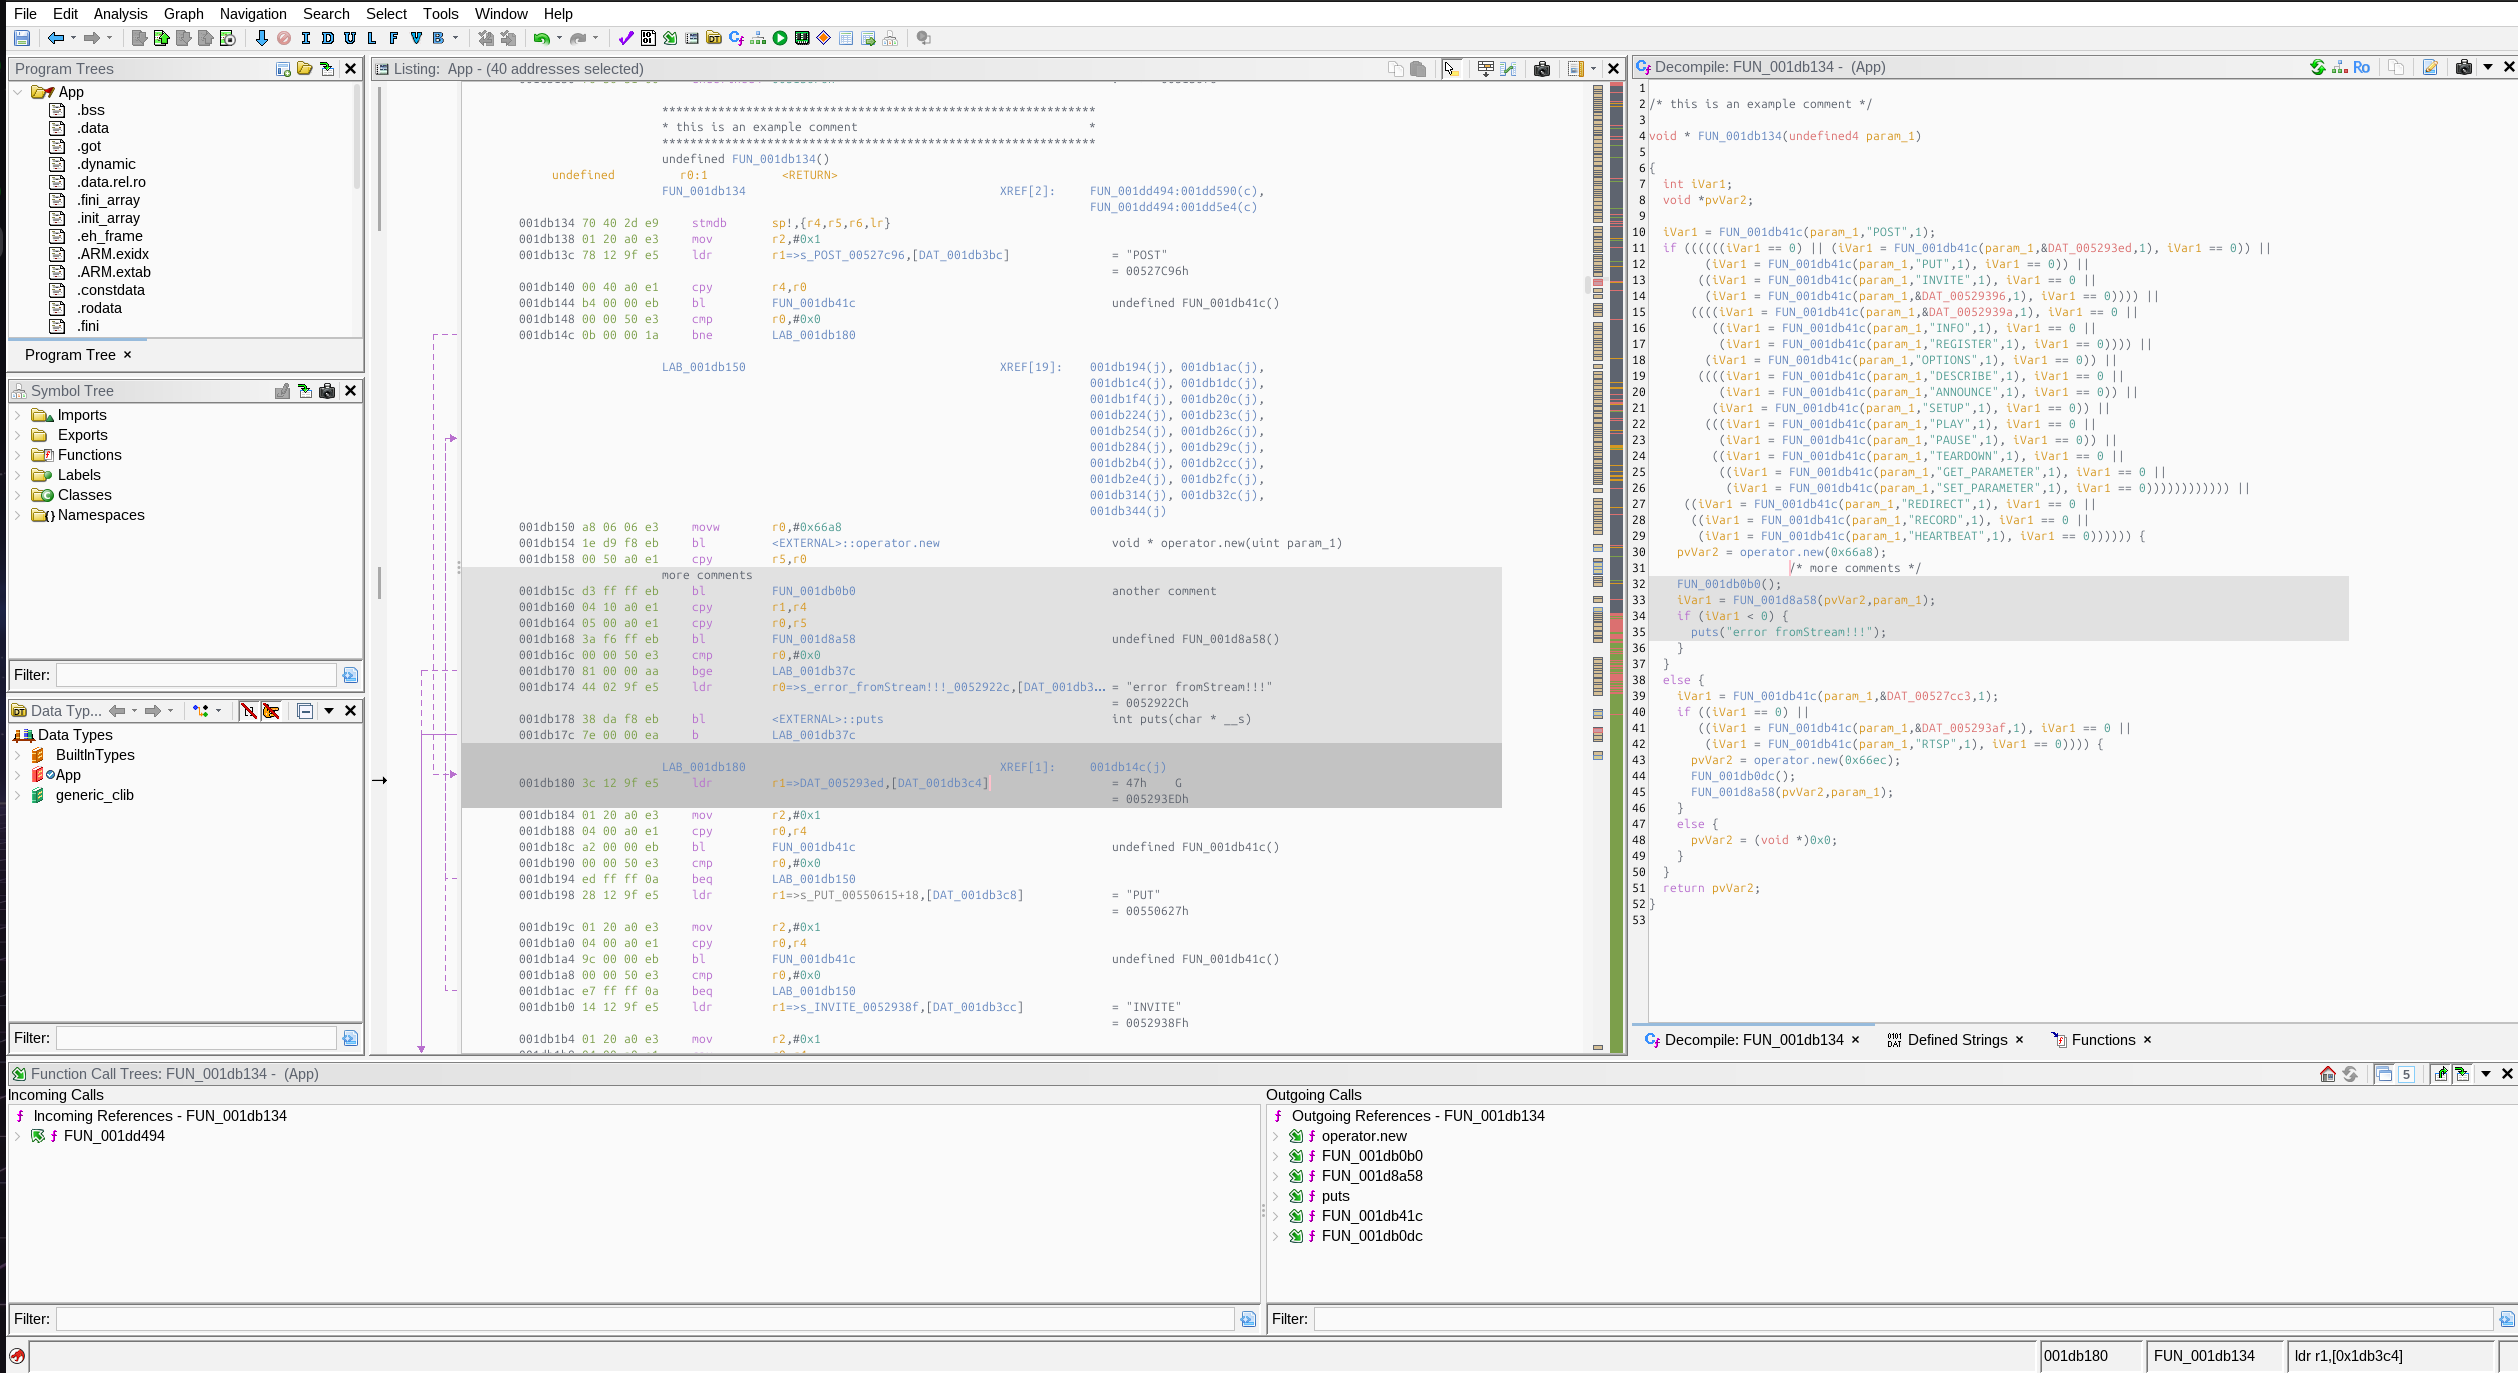 File Edit Analysis Graph Navigation Search Select Tools Window Help
I D U L F V B
Program Trees
App
.bss
.data
.got
.dynamic
.data.rel.ro
.fini_array
.init_array
.eh_frame
.ARM.exidx
.ARM.extab
.constdata
.rodata
.fini
Program Tree ×
Symbol Tree
Imports
Exports
Functions
Labels
Classes
Namespaces
Filter:
Data Typ...
Data Types
BuiltInTypes
App
generic_clib
Filter:
Listing: App - (40 addresses selected)
**************************************************************
* this is an example comment *
**************************************************************
undefined FUN_001db134()
undefined r0:1 <RETURN>
FUN_001db134 XREF[2]: FUN_001dd494:001dd590(c),
FUN_001dd494:001dd5e4(c)
001db134 70 40 2d e9 stmdb sp!,{r4,r5,r6,lr}
001db138 01 20 a0 e3 mov r2,#0x1
001db13c 78 12 9f e5 ldr r1=>s_POST_00527c96,[DAT_001db3bc] = "POST"
= 00527C96h
001db140 00 40 a0 e1 cpy r4,r0
001db144 b4 00 00 eb bl FUN_001db41c undefined FUN_001db41c()
001db148 00 00 50 e3 cmp r0,#0x0
001db14c 0b 00 00 1a bne LAB_001db180
LAB_001db150 XREF[19]: 001db194(j), 001db1ac(j),
001db1c4(j), 001db1dc(j),
001db1f4(j), 001db20c(j),
001db224(j), 001db23c(j),
001db254(j), 001db26c(j),
001db284(j), 001db29c(j),
001db2b4(j), 001db2cc(j),
001db2e4(j), 001db2fc(j),
001db314(j), 001db32c(j),
001db344(j)
001db150 a8 06 06 e3 movw r0,#0x66a8
001db154 1e d9 f8 eb bl <EXTERNAL>::operator.new void * operator.new(uint param_1)
001db158 00 50 a0 e1 cpy r5,r0
more comments
001db15c d3 ff ff eb bl FUN_001db0b0 another comment
001db160 04 10 a0 e1 cpy r1,r4
001db164 05 00 a0 e1 cpy r0,r5
001db168 3a f6 ff eb bl FUN_001d8a58 undefined FUN_001d8a58()
001db16c 00 00 50 e3 cmp r0,#0x0
001db170 81 00 00 aa bge LAB_001db37c
001db174 44 02 9f e5 ldr r0=>s_error_fromStream!!!_0052922c,[DAT_001db3... = "error fromStream!!!"
= 0052922Ch
001db178 38 da f8 eb bl <EXTERNAL>::puts int puts(char * __s)
001db17c 7e 00 00 ea b LAB_001db37c
LAB_001db180 XREF[1]: 001db14c(j)
001db180 3c 12 9f e5 ldr r1=>DAT_005293ed,[DAT_001db3c4] = 47h G
= 005293EDh
001db184 01 20 a0 e3 mov r2,#0x1
001db188 04 00 a0 e1 cpy r0,r4
001db18c a2 00 00 eb bl FUN_001db41c undefined FUN_001db41c()
001db190 00 00 50 e3 cmp r0,#0x0
001db194 ed ff ff 0a beq LAB_001db150
001db198 28 12 9f e5 ldr r1=>s_PUT_00550615+18,[DAT_001db3c8] = "PUT"
= 00550627h
001db19c 01 20 a0 e3 mov r2,#0x1
001db1a0 04 00 a0 e1 cpy r0,r4
001db1a4 9c 00 00 eb bl FUN_001db41c undefined FUN_001db41c()
001db1a8 00 00 50 e3 cmp r0,#0x0
001db1ac e7 ff ff 0a beq LAB_001db150
001db1b0 14 12 9f e5 ldr r1=>s_INVITE_0052938f,[DAT_001db3cc] = "INVITE"
= 0052938Fh
001db1b4 01 20 a0 e3 mov r2,#0x1
Decompile: FUN_001db134 - (App)
Ro
1
2 /* this is an example comment */
3
4 void * FUN_001db134(undefined4 param_1)
5
6 {
7 int iVar1;
8 void *pvVar2;
9
10 iVar1 = FUN_001db41c(param_1,"POST",1);
11 if ((((((iVar1 == 0) || (iVar1 = FUN_001db41c(param_1,&DAT_005293ed,1), iVar1 == 0)) ||
12 (iVar1 = FUN_001db41c(param_1,"PUT",1), iVar1 == 0)) ||
13 ((iVar1 = FUN_001db41c(param_1,"INVITE",1), iVar1 == 0 ||
14 (iVar1 = FUN_001db41c(param_1,&DAT_00529396,1), iVar1 == 0)))) ||
15 ((((iVar1 = FUN_001db41c(param_1,&DAT_0052939a,1), iVar1 == 0 ||
16 ((iVar1 = FUN_001db41c(param_1,"INFO",1), iVar1 == 0 ||
17 (iVar1 = FUN_001db41c(param_1,"REGISTER",1), iVar1 == 0)))) ||
18 (iVar1 = FUN_001db41c(param_1,"OPTIONS",1), iVar1 == 0)) ||
19 ((((iVar1 = FUN_001db41c(param_1,"DESCRIBE",1), iVar1 == 0 ||
20 (iVar1 = FUN_001db41c(param_1,"ANNOUNCE",1), iVar1 == 0)) ||
21 (iVar1 = FUN_001db41c(param_1,"SETUP",1), iVar1 == 0)) ||
22 (((iVar1 = FUN_001db41c(param_1,"PLAY",1), iVar1 == 0 ||
23 (iVar1 = FUN_001db41c(param_1,"PAUSE",1), iVar1 == 0)) ||
24 ((iVar1 = FUN_001db41c(param_1,"TEARDOWN",1), iVar1 == 0 ||
25 ((iVar1 = FUN_001db41c(param_1,"GET_PARAMETER",1), iVar1 == 0 ||
26 (iVar1 = FUN_001db41c(param_1,"SET_PARAMETER",1), iVar1 == 0)))))))))))) ||
27 ((iVar1 = FUN_001db41c(param_1,"REDIRECT",1), iVar1 == 0 ||
28 ((iVar1 = FUN_001db41c(param_1,"RECORD",1), iVar1 == 0 ||
29 (iVar1 = FUN_001db41c(param_1,"HEARTBEAT",1), iVar1 == 0)))))) {
30 pvVar2 = operator.new(0x66a8);
31 /* more comments */
32 FUN_001db0b0();
33 iVar1 = FUN_001d8a58(pvVar2,param_1);
34 if (iVar1 < 0) {
35 puts("error fromStream!!!");
36 }
37 }
38 else {
39 iVar1 = FUN_001db41c(param_1,&DAT_00527cc3,1);
40 if ((iVar1 == 0) ||
41 ((iVar1 = FUN_001db41c(param_1,&DAT_005293af,1), iVar1 == 0 ||
42 (iVar1 = FUN_001db41c(param_1,"RTSP",1), iVar1 == 0)))) {
43 pvVar2 = operator.new(0x66ec);
44 FUN_001db0dc();
45 FUN_001d8a58(pvVar2,param_1);
46 }
47 else {
48 pvVar2 = (void *)0x0;
49 }
50 }
51 return pvVar2;
52 }
53
Decompile: FUN_001db134 × Defined Strings × Functions ×
Function Call Trees: FUN_001db134 - (App)
5
Incoming Calls
Incoming References - FUN_001db134
FUN_001dd494
Filter:
Outgoing Calls
Outgoing References - FUN_001db134
operator.new
FUN_001db0b0
FUN_001d8a58
puts
FUN_001db41c
FUN_001db0dc
Filter:
001db180 FUN_001db134 ldr r1,[0x1db3c4]